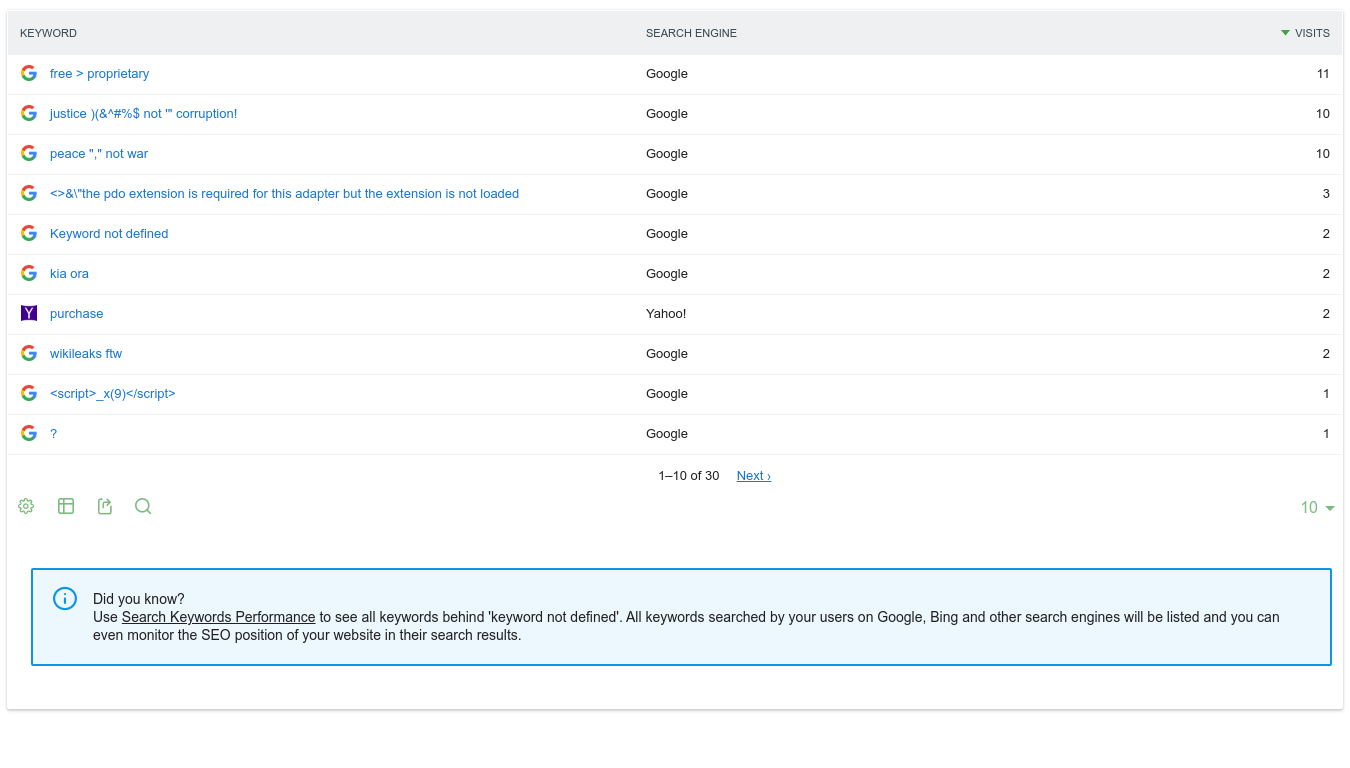 KEYWORD SEARCH ENGINE VISITS
free > proprietary Google 11
justice )(&^#%$ not '" corruption! Google 10
peace "," not war Google 10
<>&\"the pdo extension is required for this adapter but the extension is not loaded Google 3
Keyword not defined Google 2
kia ora Google 2
purchase Yahoo! 2
wikileaks ftw Google 2
<script>_x(9)</script> Google 1
? Google 1
1–10 of 30 Next ›
10
Did you know?
Use Search Keywords Performance to see all keywords behind 'keyword not defined'. All keywords searched by your users on Google, Bing and other search engines will be listed and you can
even monitor the SEO position of your website in their search results.